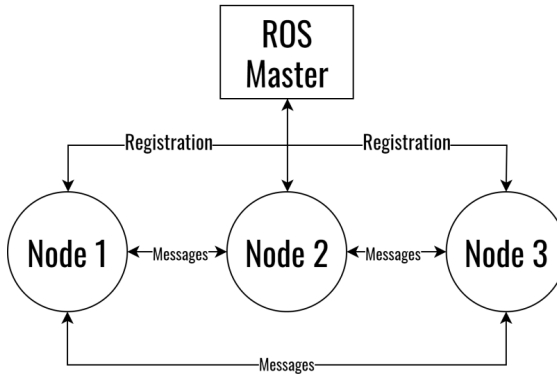 ROS
Master
Registration
Registration
Node 1
Messages
Node 2
Messages
Node 3
Messages